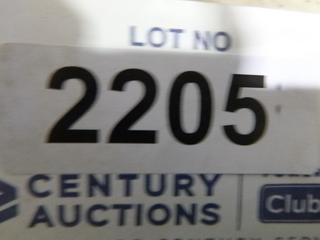 LOT NO
2205
CENTURY
AUCTIONS
Club